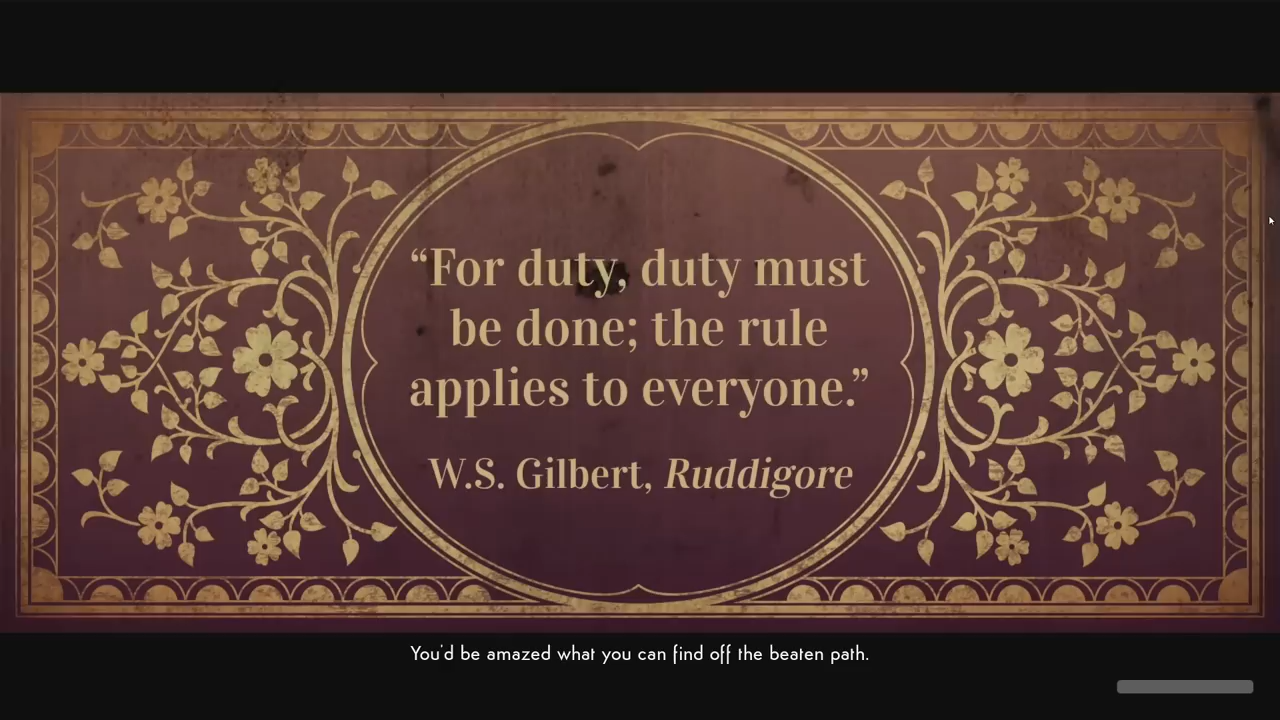 “For duty, duty must
be done; the rule
applies to everyone.”
W.S. Gilbert, Ruddigore
You'd be amazed what you can find off the beaten path.